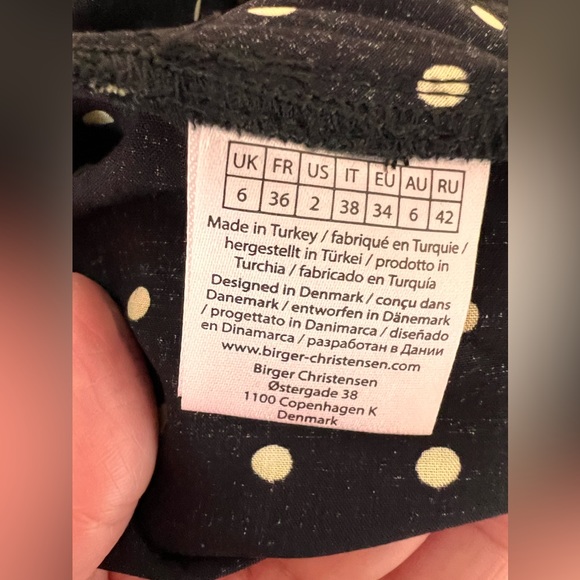 UK FR US IT EU AU RU
6 36 2 38 34 6 42
Made in Turkey / fabriqué en Turquie /
hergestellt in Türkei / prodotto in
Turchia / fabricado en Turquía
Designed in Denmark / conçu dans
Danemark / entworfen in Dänemark
/ progettato in Danimarca / diseñado
en Dinamarca / разработан в Дании
www.birger-christensen.com
Birger Christensen
Østergade 38
1100 Copenhagen K
Denmark